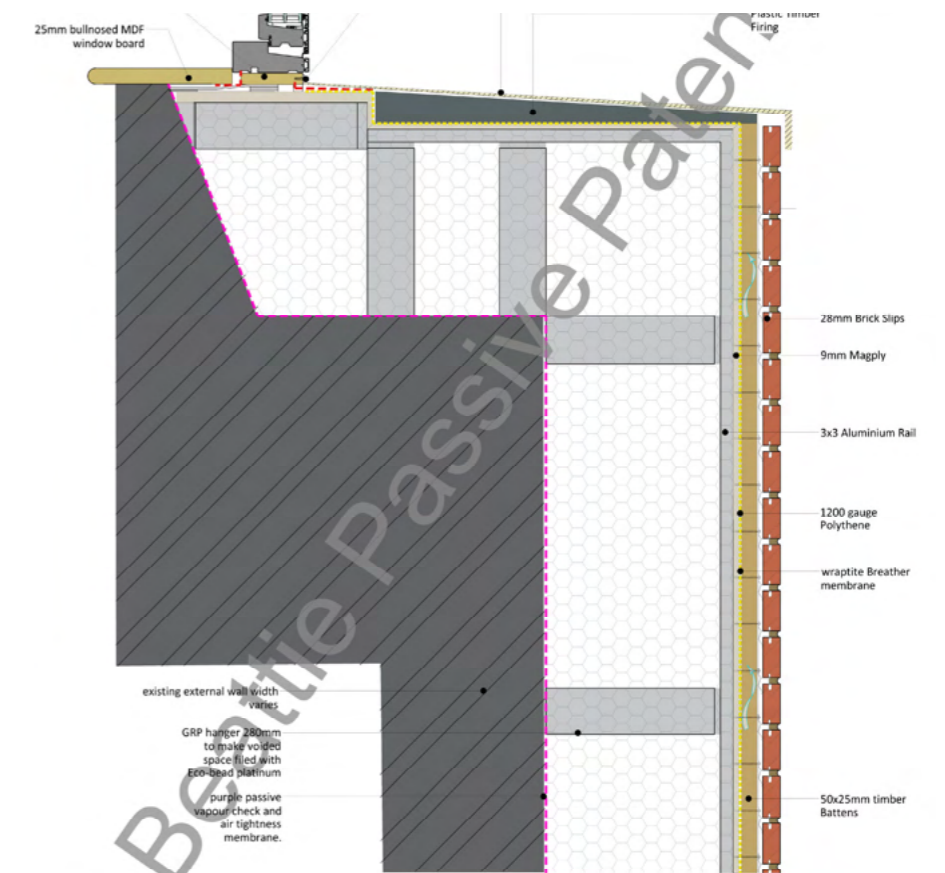 25mm bullnosed MDF
window board
Plastic Timber
Firing
28mm Brick Slips
9mm Magply
3x3 Aluminium Rail
1200 gauge
Polythene
wraptite Breather
membrane
existing external wall width
varies
GRP hanger 280mm
to make voided
space filed with
Eco-bead platinum
purple passive
vapour check and
air tightness
membrane.
50x25mm timber
Battens
Beattie Passive Paten